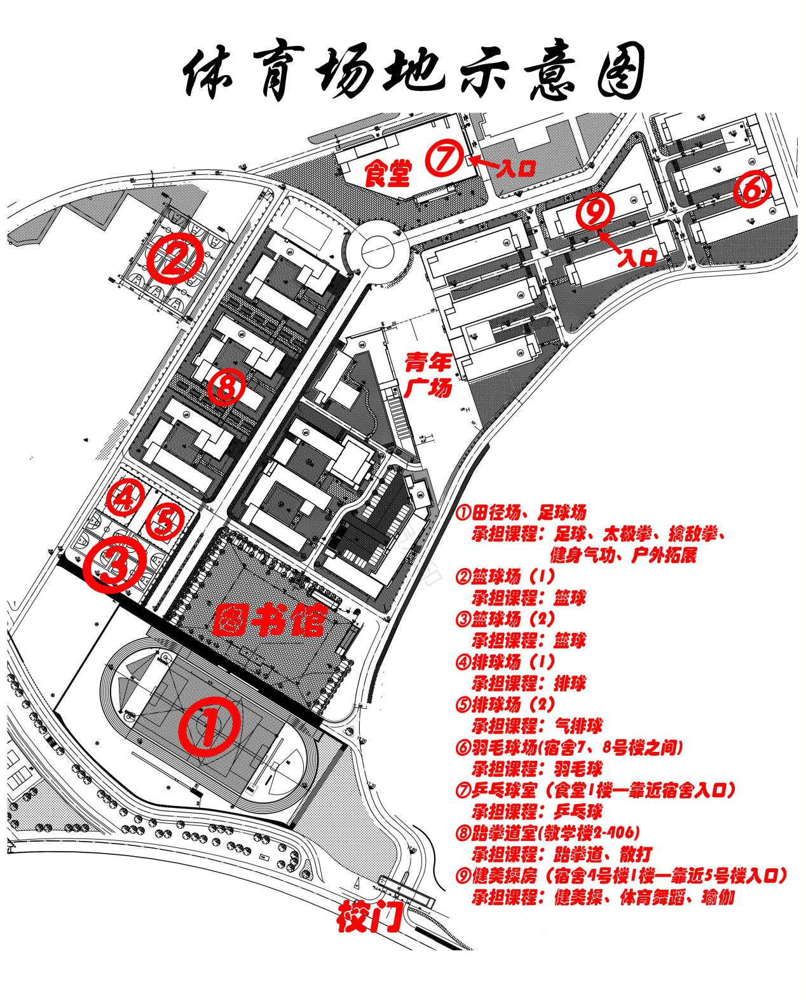 体育场地示意图
食堂
⑦
入口
⑥
⑨
入口
②
青年
广场
⑧
④
⑤
③
图书馆
①
校门
①田径场、足球场
承担课程：足球、太极拳、擒敌拳、
健身气功、户外拓展
②篮球场（1）
承担课程：篮球
③篮球场（2）
承担课程：篮球
④排球场（1）
承担课程：排球
⑤排球场（2）
承担课程：气排球
⑥羽毛球场(宿舍7、8号楼之间)
承担课程：羽毛球
⑦乒乓球室（食堂1楼—靠近宿舍入口）
承担课程：乒乓球
⑧跆拳道室(教学楼2-406)
承担课程：跆拳道、散打
⑨健美操房（宿舍4号楼1楼—靠近5号楼入口）
承担课程：健美操、体育舞蹈、瑜伽